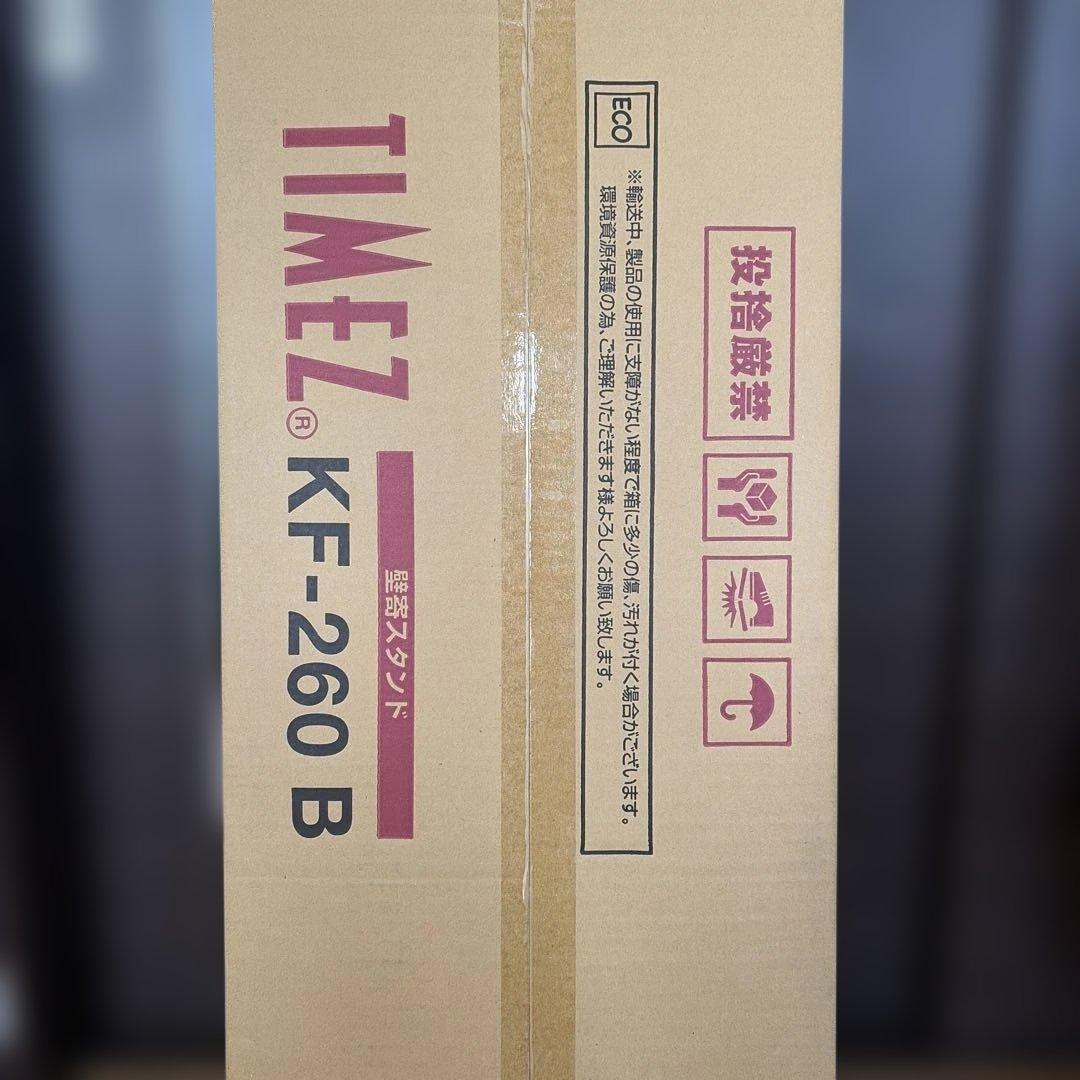 投捨厳禁
ECO
※輸送中、製品の使用に支障がない程度で箱に多少の傷、汚れが付く場合がございます。
環境資源保護の為、ご理解いただきます様よろしくお願い致します。
TIMEZ®
壁寄スタンド
KF-260 B